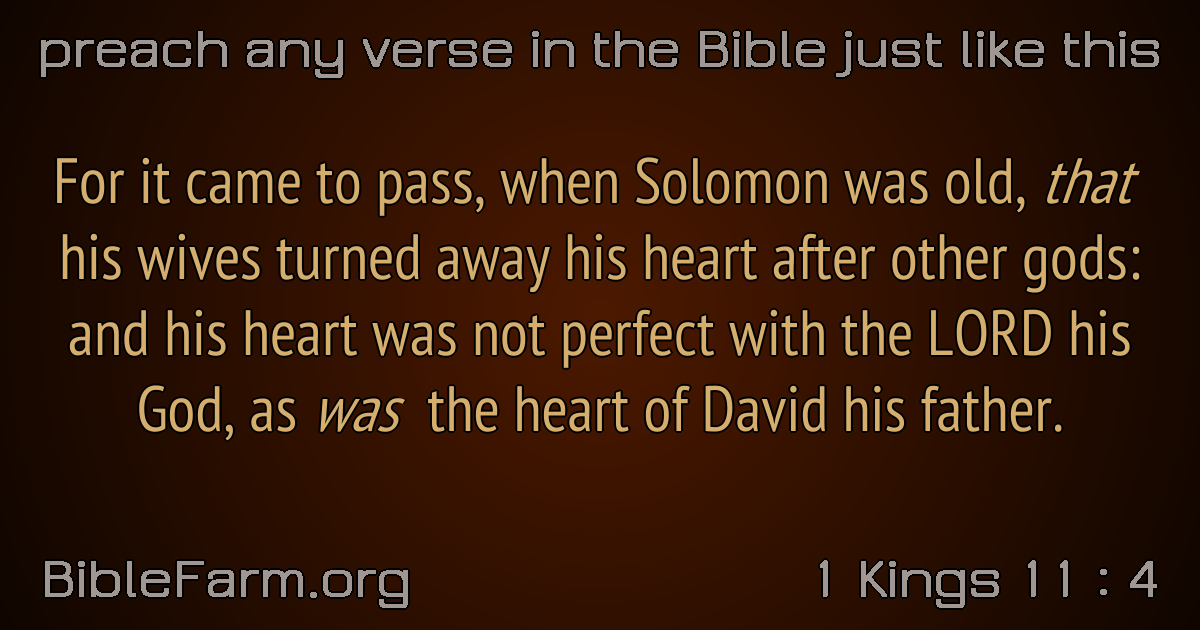 preach any verse in the Bible just like this
For it came to pass, when Solomon was old, that
his wives turned away his heart after other gods:
and his heart was not perfect with the LORD his
God, as was the heart of David his father.
BibleFarm.org
1 Kings 11 : 4